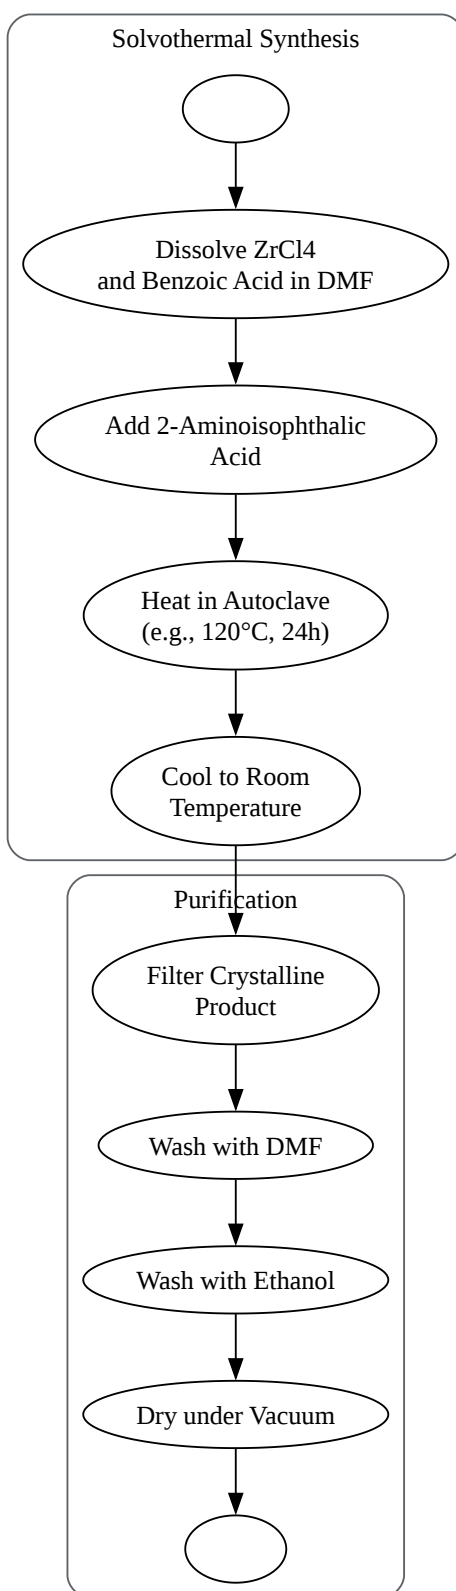 Solvothermal Synthesis
Dissolve ZrCl4
and Benzoic Acid in DMF
Add 2-Aminoisophthalic
Acid
Heat in Autoclave
(e.g., 120°C, 24h)
Cool to Room
Temperature
Purification
Filter Crystalline
Product
Wash with DMF
Wash with Ethanol
Dry under Vacuum